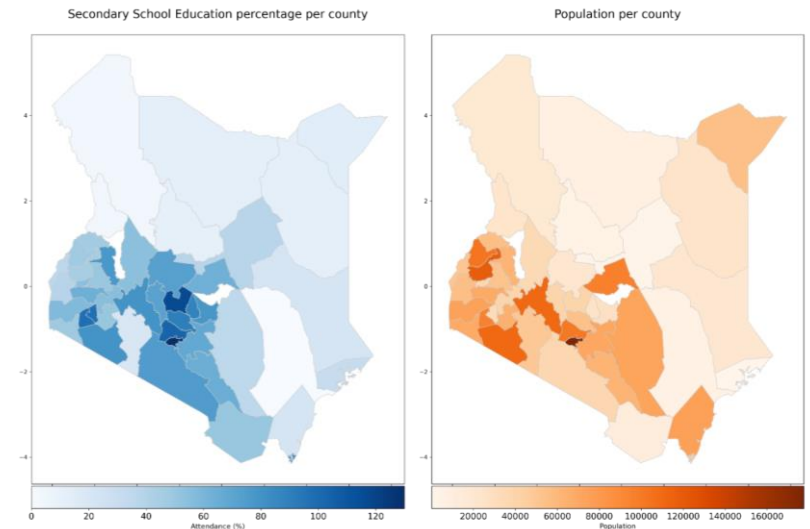 Secondary School Education percentage per county
Population per county
4
2
0
−2
−4
4
2
0
−2
−4
0 20 40 60 80 100 120
Attendance (%)
20000 40000 60000 80000 100000 120000 140000 160000
Population